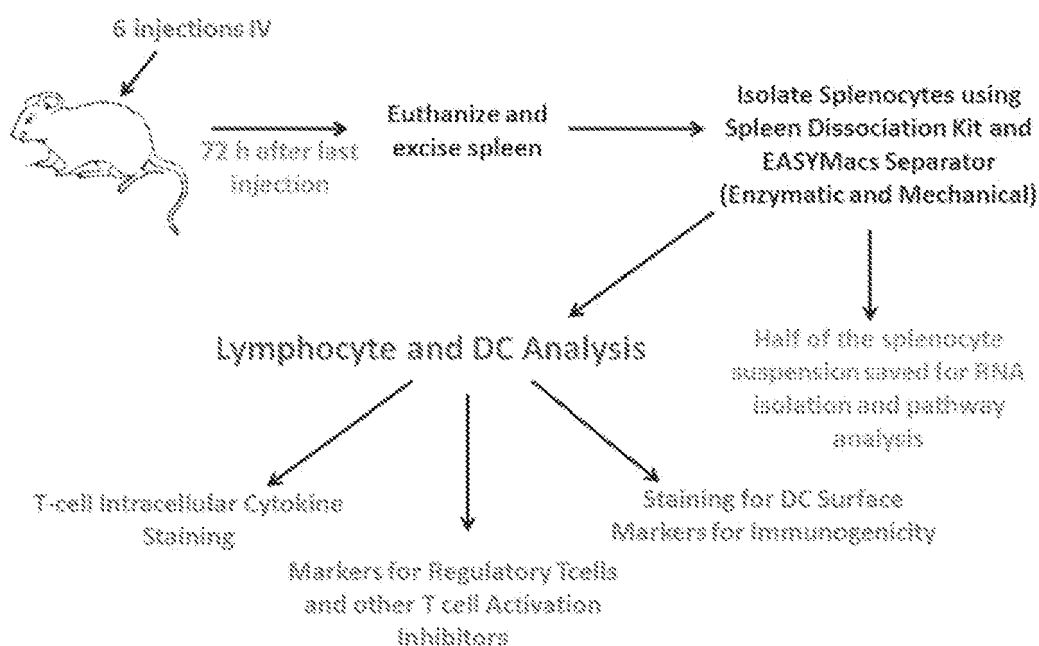 6 injections IV
72 h after last
injection
Euthanize and
excise spleen
Isolate Splenocytes using
Spleen Dissociation Kit and
EASYMacs Separator
(Enzymatic and Mechanical)
Lymphocyte and DC Analysis
Half of the splenocyte
suspension saved for RNA
isolation and pathway
analysis
T-cell Intracellular Cytokine
Staining
Markers for Regulatory Tcells
and other T cell Activation
Inhibitors
Staining for DC Surface
Markers for Immunogenicity